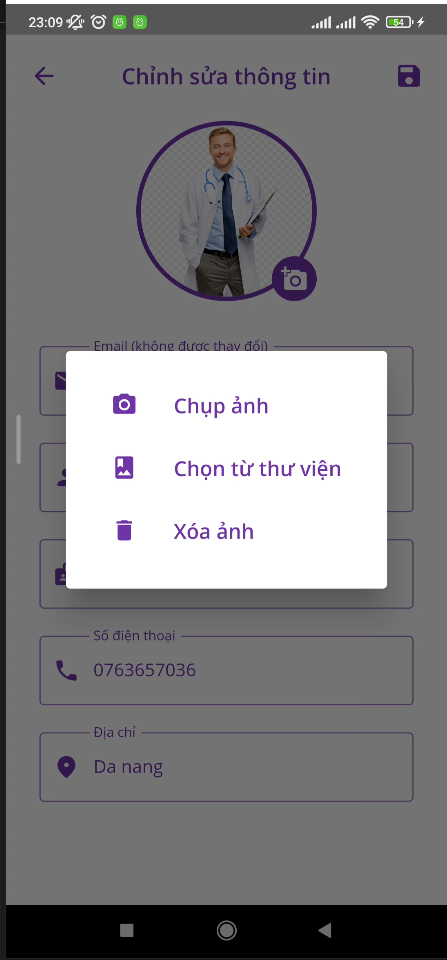 23:09
54
Chỉnh sửa thông tin
Email (không được thay đổi)
Chụp ảnh
Chọn từ thư viện
Xóa ảnh
Số điện thoại
0763657036
Địa chỉ
Da nang